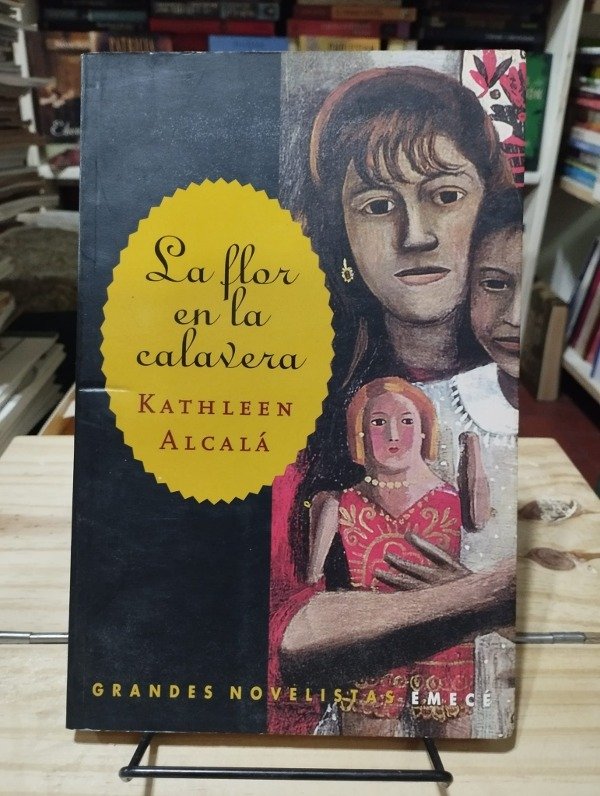 La flor
en la
calavera
KATHLEEN
ALCALÁ
GRANDES NOVELISTAS EMECÉ